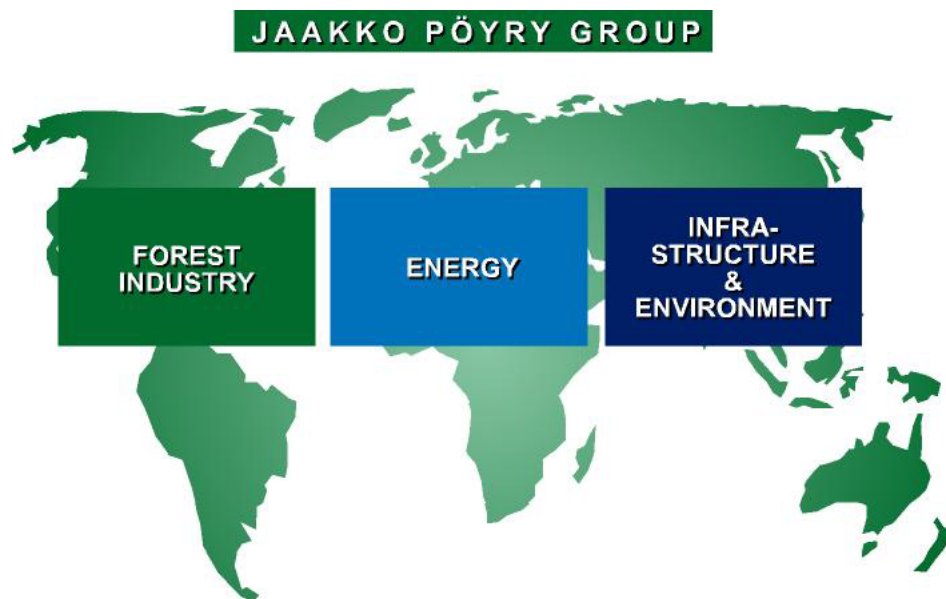 JAAKKO PÖYRY GROUP
FOREST
INDUSTRY
ENERGY
INFRA-
STRUCTURE
&
ENVIRONMENT